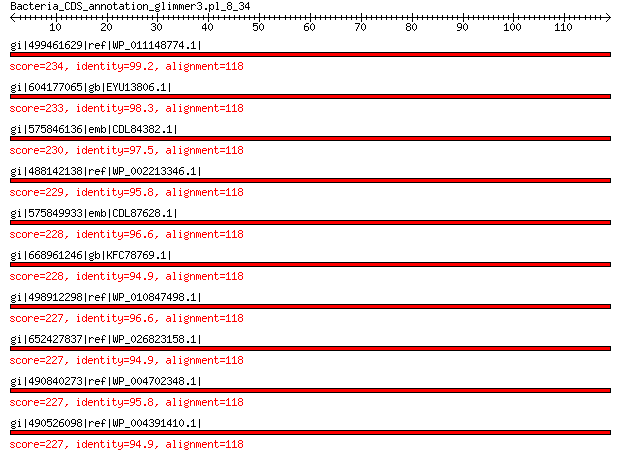 Bacteria_CDS_annotation_glimmer3.pl_8_34
10 20 30 40 50 60 70 80 90 100 110
gi|499461629|ref|WP_011148774.1|
score=234, identity=99.2, alignment=118
gi|604177065|gb|EYU13806.1|
score=233, identity=98.3, alignment=118
gi|575846136|emb|CDL84382.1|
score=230, identity=97.5, alignment=118
gi|488142138|ref|WP_002213346.1|
score=229, identity=95.8, alignment=118
gi|575849933|emb|CDL87628.1|
score=228, identity=96.6, alignment=118
gi|668961246|gb|KFC78769.1|
score=228, identity=94.9, alignment=118
gi|498912298|ref|WP_010847498.1|
score=227, identity=96.6, alignment=118
gi|652427837|ref|WP_026823158.1|
score=227, identity=94.9, alignment=118
gi|490840273|ref|WP_004702348.1|
score=227, identity=95.8, alignment=118
gi|490526098|ref|WP_004391410.1|
score=227, identity=94.9, alignment=118